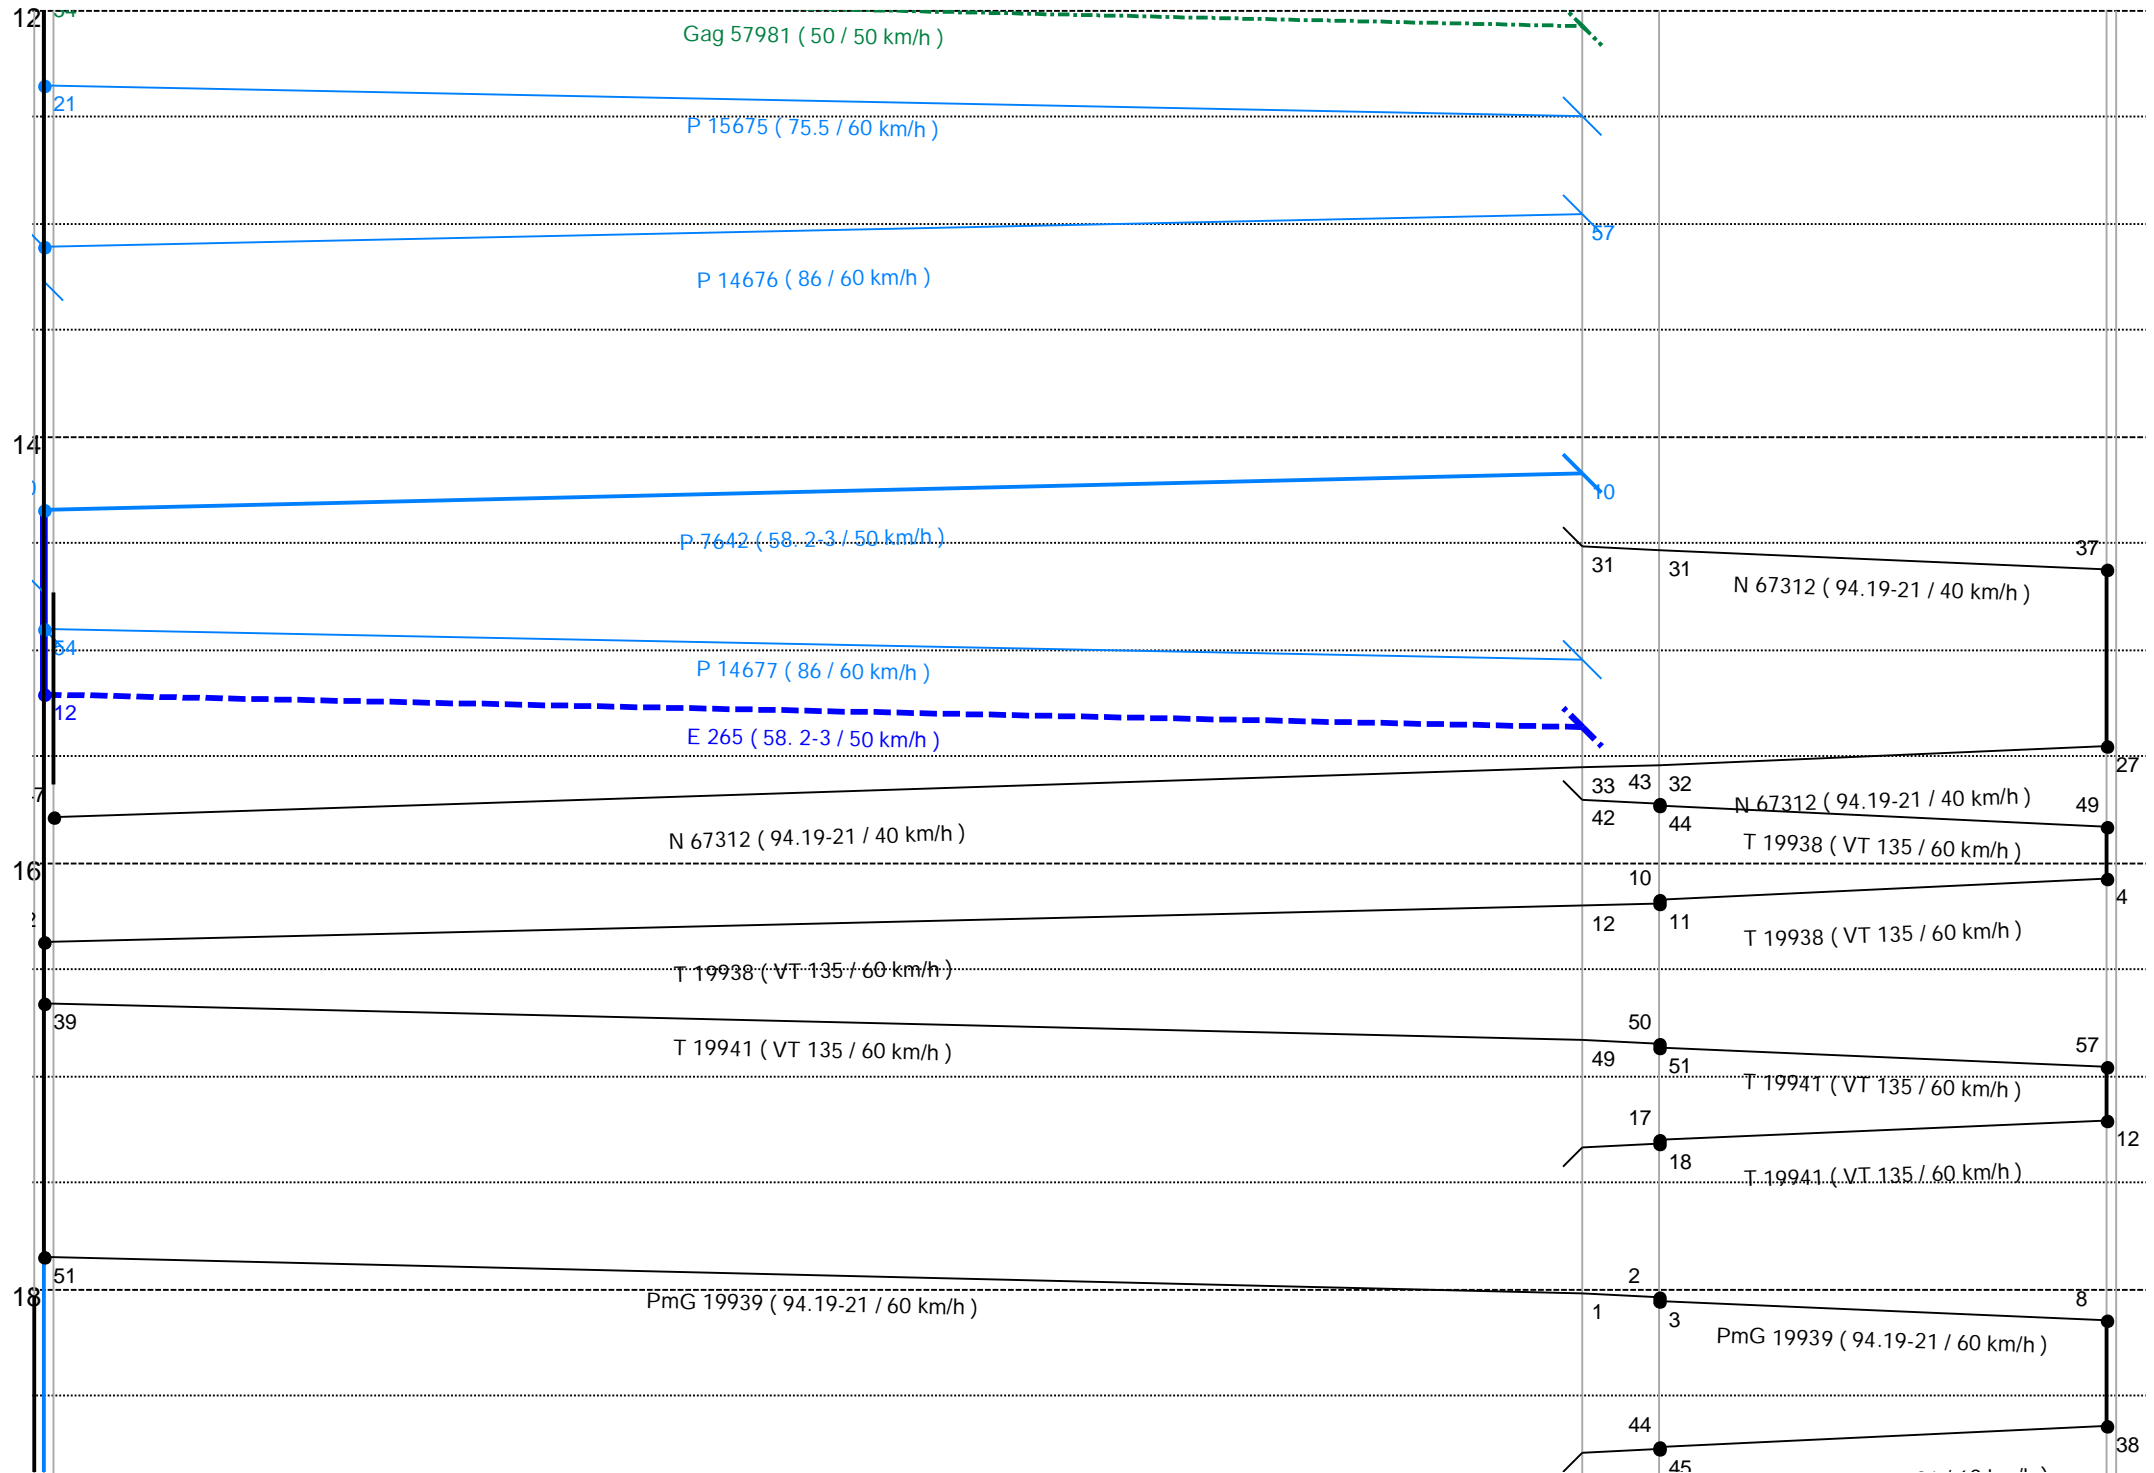 12
Gag 57981 ( 50 / 50 km/h )
21
P 15675 ( 75.5 / 60 km/h )
57
P 14676 ( 86 / 60 km/h )
14
10
P 7642 ( 58. 2-3 / 50 km/h )
37
31
31
N 67312 ( 94.19-21 / 40 km/h )
54
P 14677 ( 86 / 60 km/h )
12
E 265 ( 58. 2-3 / 50 km/h )
27
33 43 32
N 67312 ( 94.19-21 / 40 km/h )
49
42
44
N 67312 ( 94.19-21 / 40 km/h )
T 19938 ( VT 135 / 60 km/h )
16
10
4
12
11
T 19938 ( VT 135 / 60 km/h )
T 19938 ( VT 135 / 60 km/h )
39
50
57
T 19941 ( VT 135 / 60 km/h )
49
51
T 19941 ( VT 135 / 60 km/h )
17
12
18
T 19941 ( VT 135 / 60 km/h )
51
2
18
PmG 19939 ( 94.19-21 / 60 km/h )
8
1
3
PmG 19939 ( 94.19-21 / 60 km/h )
44
38
45